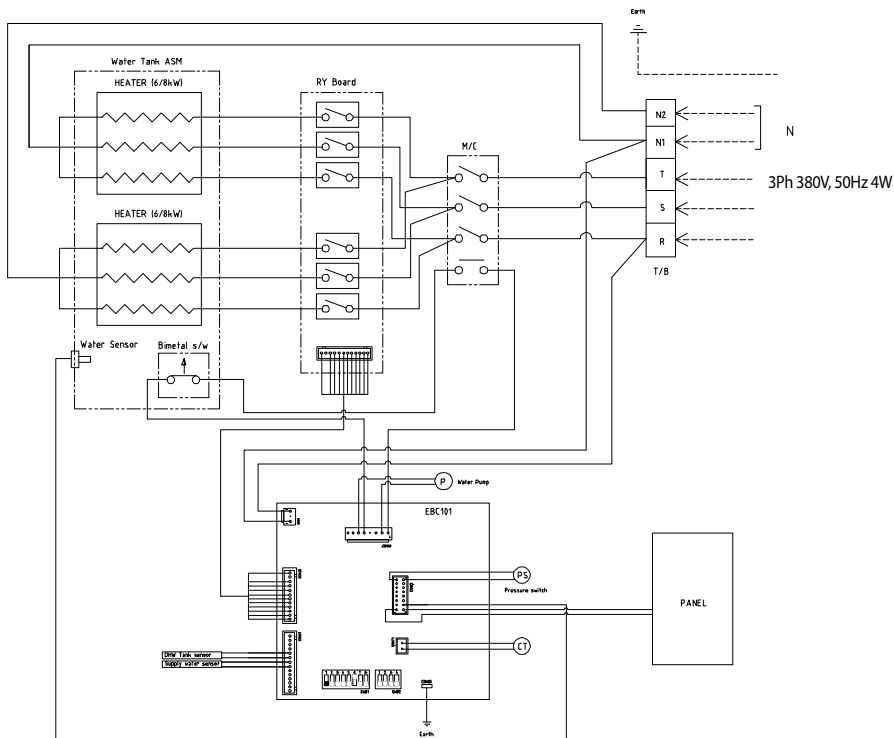 Earth
Water Tank ASM
HEATER (6/8kW)
RY Board
N2
N1
N
M/C
T
3Ph 380V, 50Hz 4W
S
HEATER (6/8kW)
R
T/B
Water Sensor
Bimetal s/w
P
Water Pump
EBC101
PS
Pressure switch
PANEL
CT
DHW Tank sensor
Supply water sensor
Earth